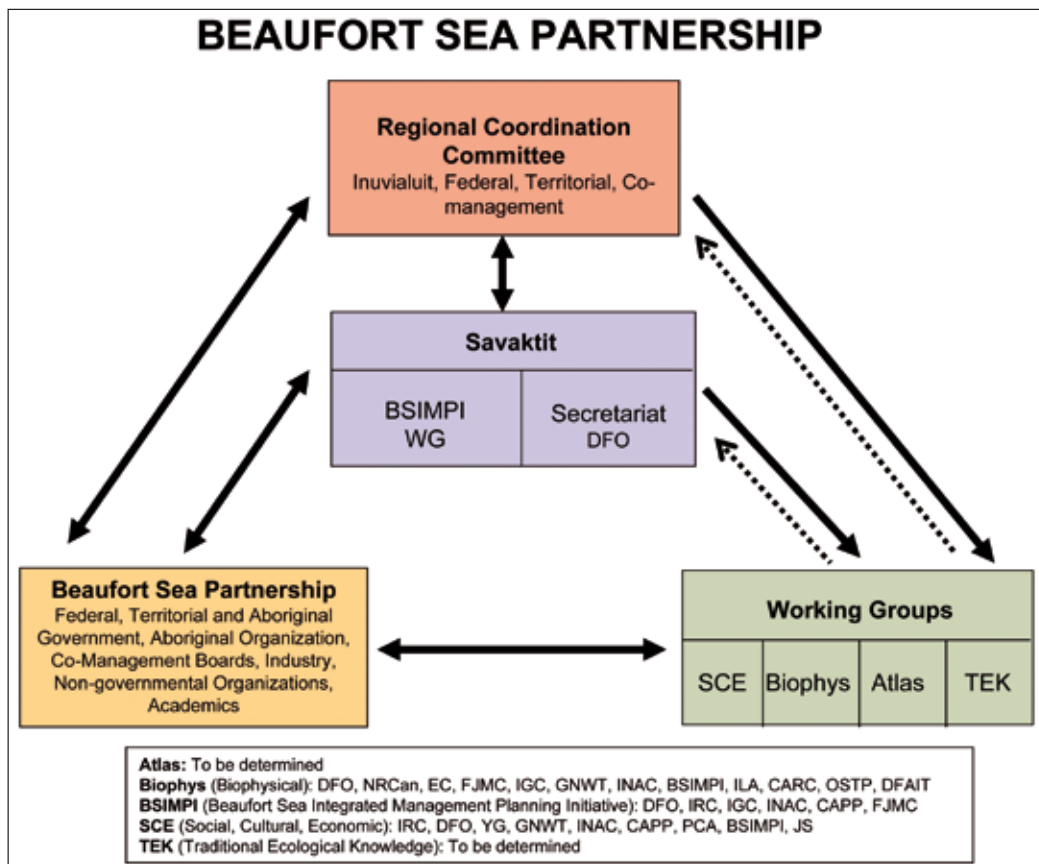 BEAUFORT SEA PARTNERSHIP
Regional Coordination
Committee
Inuvialuit, Federal, Territorial, Co-
management
Savaktit
BSIMPI
WG
Secretariat
DFO
Beaufort Sea Partnership
Federal, Territorial and Aboriginal
Government, Aboriginal Organization,
Co-Management Boards, Industry,
Non-governmental Organizations,
Academics
Working Groups
SCE
Biophys
Atlas
TEK
Atlas: To be determined
Biophys (Biophysical): DFO, NRCan, EC, FJMC, IGC, GNWT, INAC, BSIMPI, ILA, CARC, OSTP, DFAIT
BSIMPI (Beaufort Sea Integrated Management Planning Initiative): DFO, IRC, IGC, INAC, CAPP, FJMC
SCE (Social, Cultural, Economic): IRC, DFO, YG, GNWT, INAC, CAPP, PCA, BSIMPI, JS
TEK (Traditional Ecological Knowledge): To be determined